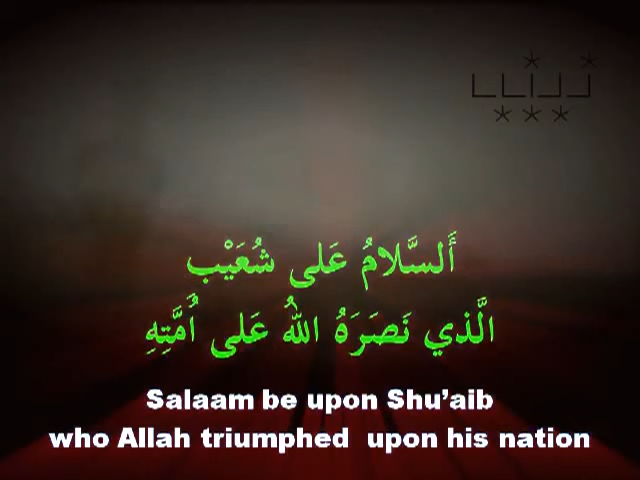 أَلسَّلامُ عَلى شُعَيْبٍ
الَّذي نَصَرَهُ اللهُ عَلى اُمَّتِهِ
Salaam be upon Shu’aib
who Allah triumphed  upon his nation